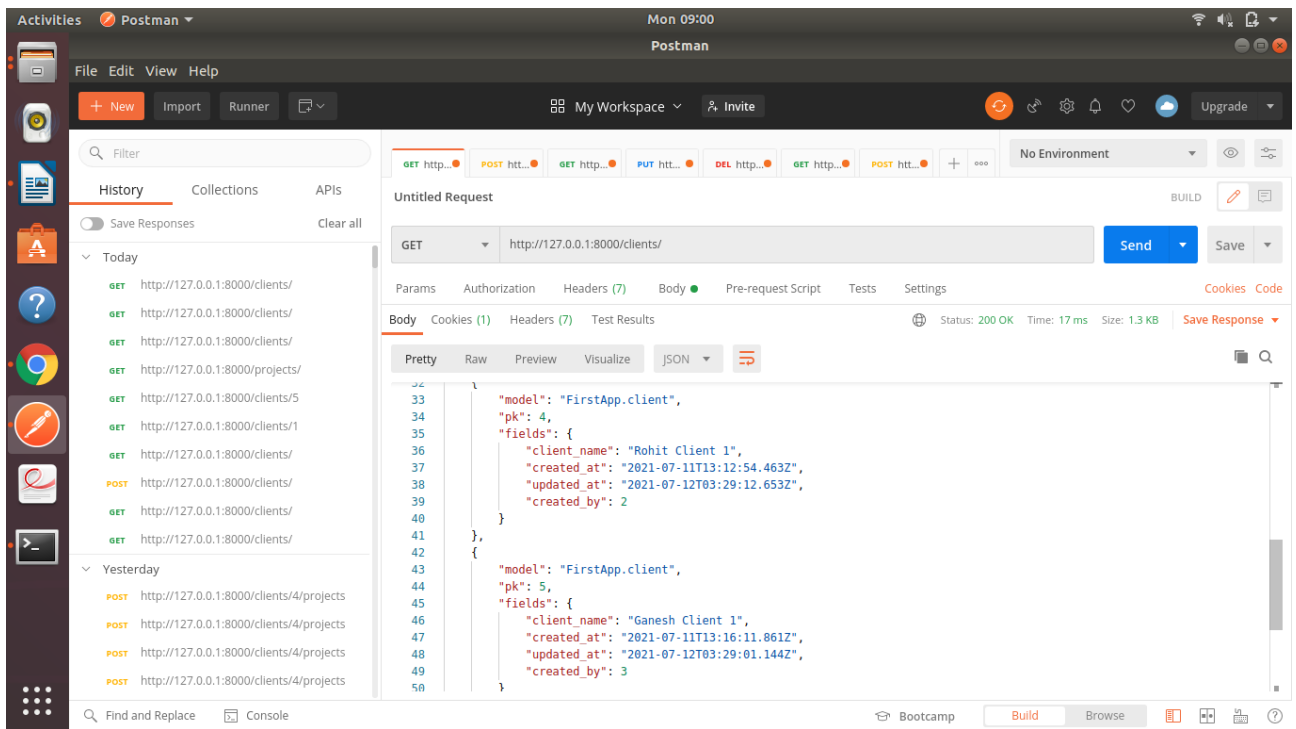 Activities Postman Mon 09:00
Postman
File Edit View Help
+ New Import Runner My Workspace Invite Upgrade
Filter
History Collections APIs
Save Responses Clear all
Today
GET http://127.0.0.1:8000/clients/
GET http://127.0.0.1:8000/clients/
GET http://127.0.0.1:8000/clients/
GET http://127.0.0.1:8000/projects/
GET http://127.0.0.1:8000/clients/5
GET http://127.0.0.1:8000/clients/1
GET http://127.0.0.1:8000/clients/
POST http://127.0.0.1:8000/clients/
GET http://127.0.0.1:8000/clients/
GET http://127.0.0.1:8000/clients/
Yesterday
POST http://127.0.0.1:8000/clients/4/projects
POST http://127.0.0.1:8000/clients/4/projects
POST http://127.0.0.1:8000/clients/4/projects
POST http://127.0.0.1:8000/clients/4/projects
GET http... POST htt... GET http... PUT htt... DEL http... GET http... POST htt... + ooo No Environment
Untitled Request BUILD
GET http://127.0.0.1:8000/clients/ Send Save
Params Authorization Headers (7) Body Pre-request Script Tests Settings Cookies Code
Body Cookies (1) Headers (7) Test Results Status: 200 OK Time: 17 ms Size: 1.3 KB Save Response
Pretty Raw Preview Visualize JSON
32 {
33 "model": "FirstApp.client",
34 "pk": 4,
35 "fields": {
36 "client_name": "Rohit Client 1",
37 "created_at": "2021-07-11T13:12:54.463Z",
38 "updated_at": "2021-07-12T03:29:12.653Z",
39 "created_by": 2
40 }
41 },
42 {
43 "model": "FirstApp.client",
44 "pk": 5,
45 "fields": {
46 "client_name": "Ganesh Client 1",
47 "created_at": "2021-07-11T13:16:11.861Z",
48 "updated_at": "2021-07-12T03:29:01.144Z",
49 "created_by": 3
50 }
Find and Replace Console Bootcamp Build Browse